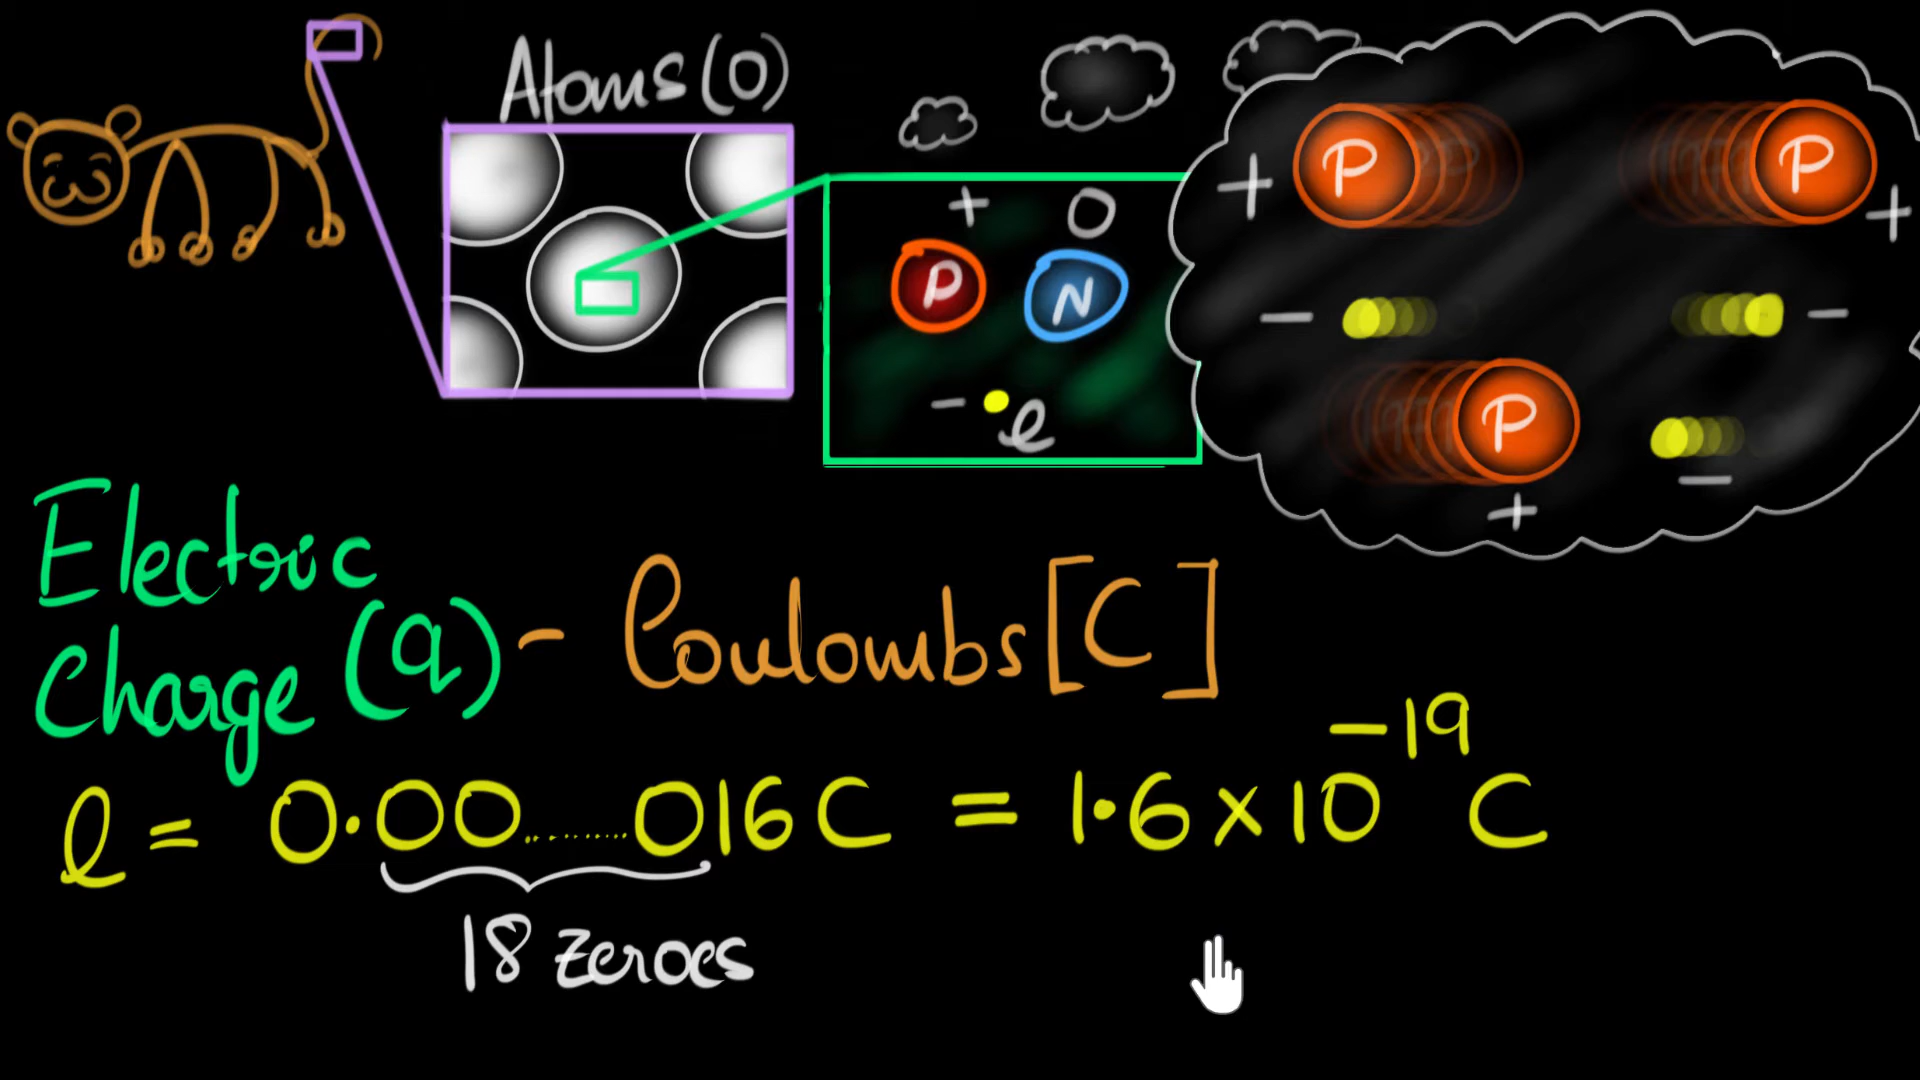 Atoms (0)
+ P P +
+ 0
P N
- -
- e
P
+ -
Electric
Charge (q) - Coulombs [C]
e = 0.00.........016 C = 1.6 x 10^-19 C
18 zeroes